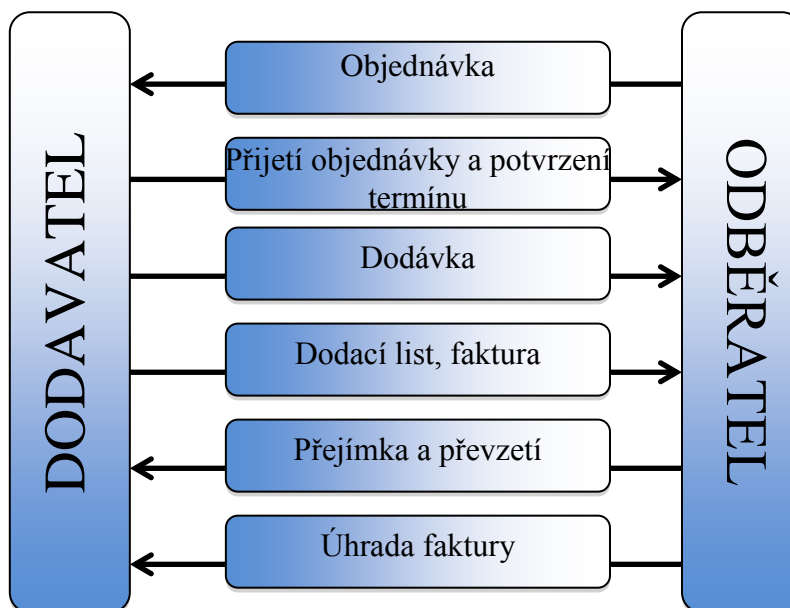 DODAVATEL
Objednávka
Přijetí objednávky a potvrzení
termínu
Dodávka
Dodací list, faktura
Přejímka a převzetí
Úhrada faktury
ODBĚRATEL